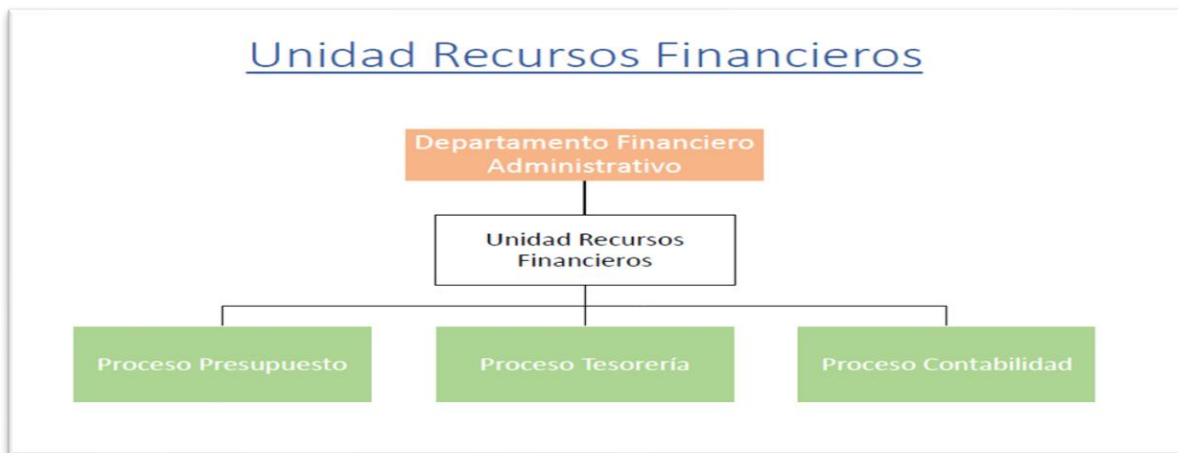 Unidad Recursos Financieros
Departamento Financiero
Administrativo
Unidad Recursos
Financieros
Proceso Presupuesto
Proceso Tesorería
Proceso Contabilidad